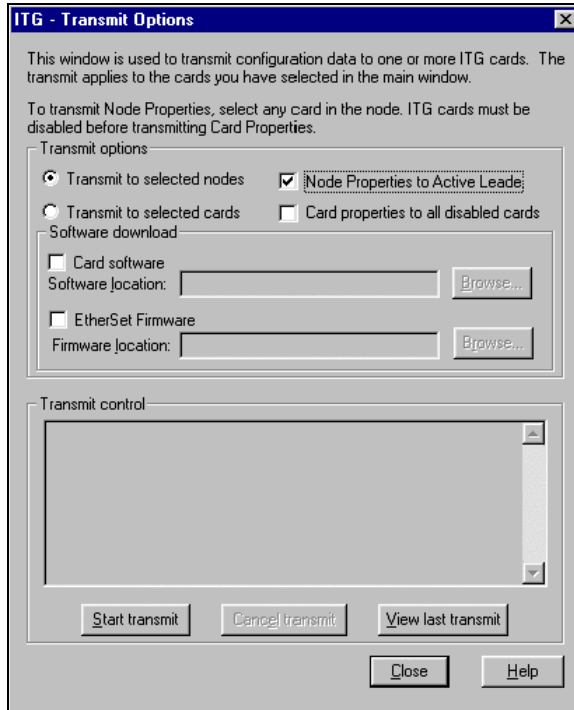 ITG - Transmit Options
This window is used to transmit configuration data to one or more ITG cards. The
transmit applies to the cards you have selected in the main window.
To transmit Node Properties, select any card in the node. ITG cards must be
disabled before transmitting Card Properties.
Transmit options
Transmit to selected nodes
Node Properties to Active Leade
Transmit to selected cards
Card properties to all disabled cards
Software download
Card software
Software location:
Browse...
EtherSet Firmware
Firmware location:
Browse...
Transmit control
Start transmit
Cancel transmit
View last transmit
Close
Help